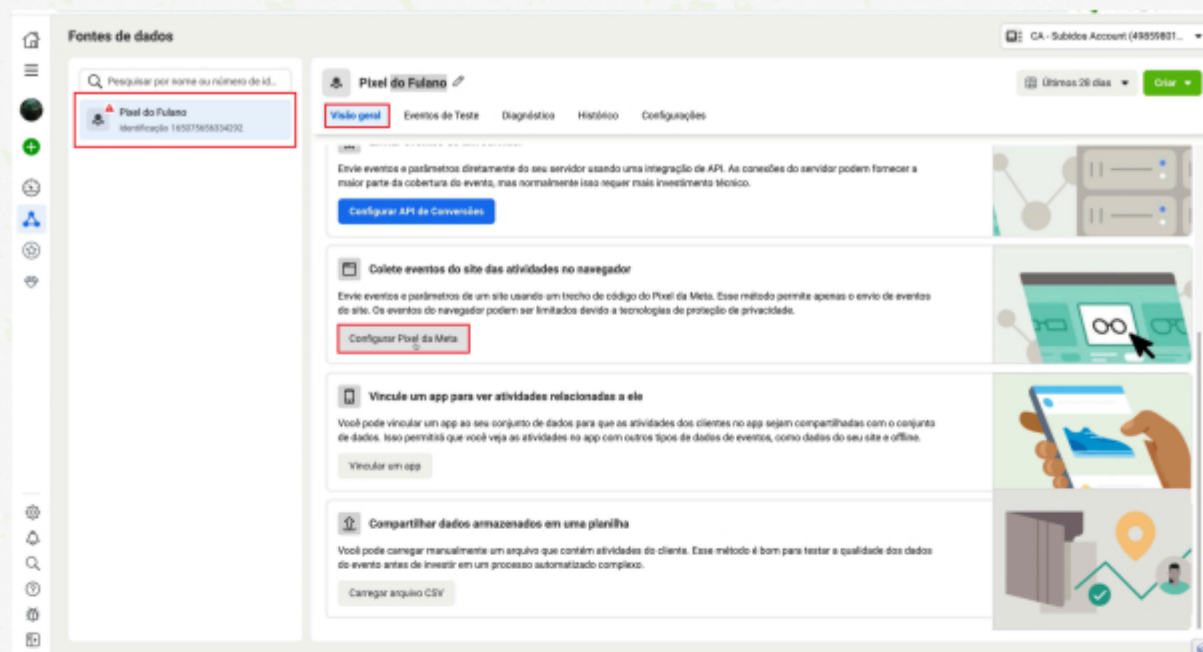 Fontes de dados
CA - Subidos Account (49859801...
Pesquisar por nome ou número de id...
Pixel do Fulano
Identificação 165075656334292
Pixel do Fulano
Últimos 28 dias
Criar
Visão geral
Eventos de Teste
Diagnóstico
Histórico
Configurações
Envie eventos e parâmetros diretamente do seu servidor usando uma integração de API. As conexões do servidor podem fornecer a
maior parte da cobertura do evento, mas normalmente isso requer mais investimento técnico.
Configurar API de Conversões
Colete eventos do site das atividades no navegador
Envie eventos e parâmetros de um site usando um trecho de código do Pixel da Meta. Esse método permite apenas o envio de eventos
do site. Os eventos do navegador podem ser limitados devido a tecnologias de proteção de privacidade.
Configurar Pixel da Meta
Vincule um app para ver atividades relacionadas a ele
Você pode vincular um app ao seu conjunto de dados para que as atividades dos clientes no app sejam compartilhadas com o conjunto
de dados. Isso permitirá que você veja as atividades no app com outros tipos de dados de eventos, como dados do seu site e offline.
Vincular um app
Compartilhar dados armazenados em uma planilha
Você pode carregar manualmente um arquivo que contém atividades do cliente. Esse método é bom para testar a qualidade dos dados
do evento antes de investir em um processo automatizado complexo.
Carregar arquivo CSV